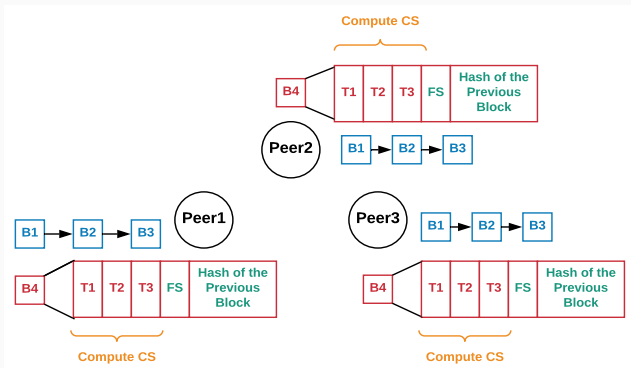 Compute CS
B4
T1 T2 T3 FS Hash of the
Previous
Block
Peer2
B1 B2 B3
Peer1
B1 B2 B3
B4
T1 T2 T3 FS Hash of the
Previous
Block
Compute CS
Peer3
B1 B2 B3
B4
T1 T2 T3 FS Hash of the
Previous
Block
Compute CS